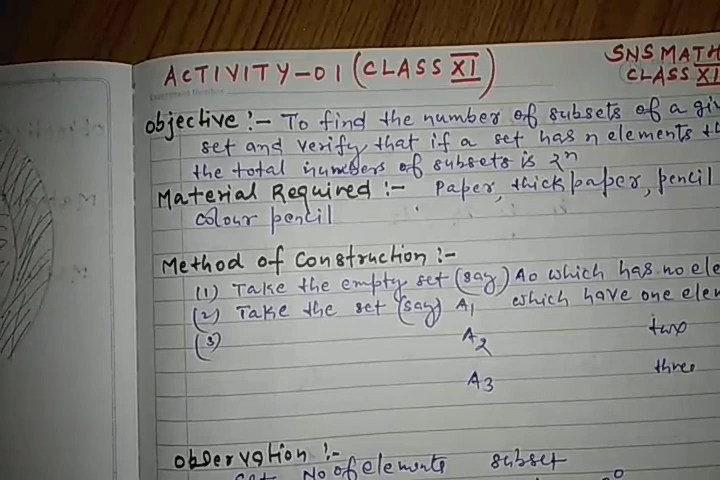 ACTIVITY-01 (CLASS XI)
SNS MATH
CLASS XI
Objective :- To find the number of subsets of a
set and verify that if a set has n elements
the total numbers of subsets is 2ⁿ
Material Required :- Paper, thick paper, pencil
colour pencil
Method of Construction :-
(1) Take the empty set (say) A0 which has no
(2) Take the set (say) A1 which have one
(3) A2 two
A3 three
Observation :-
No of elements subset